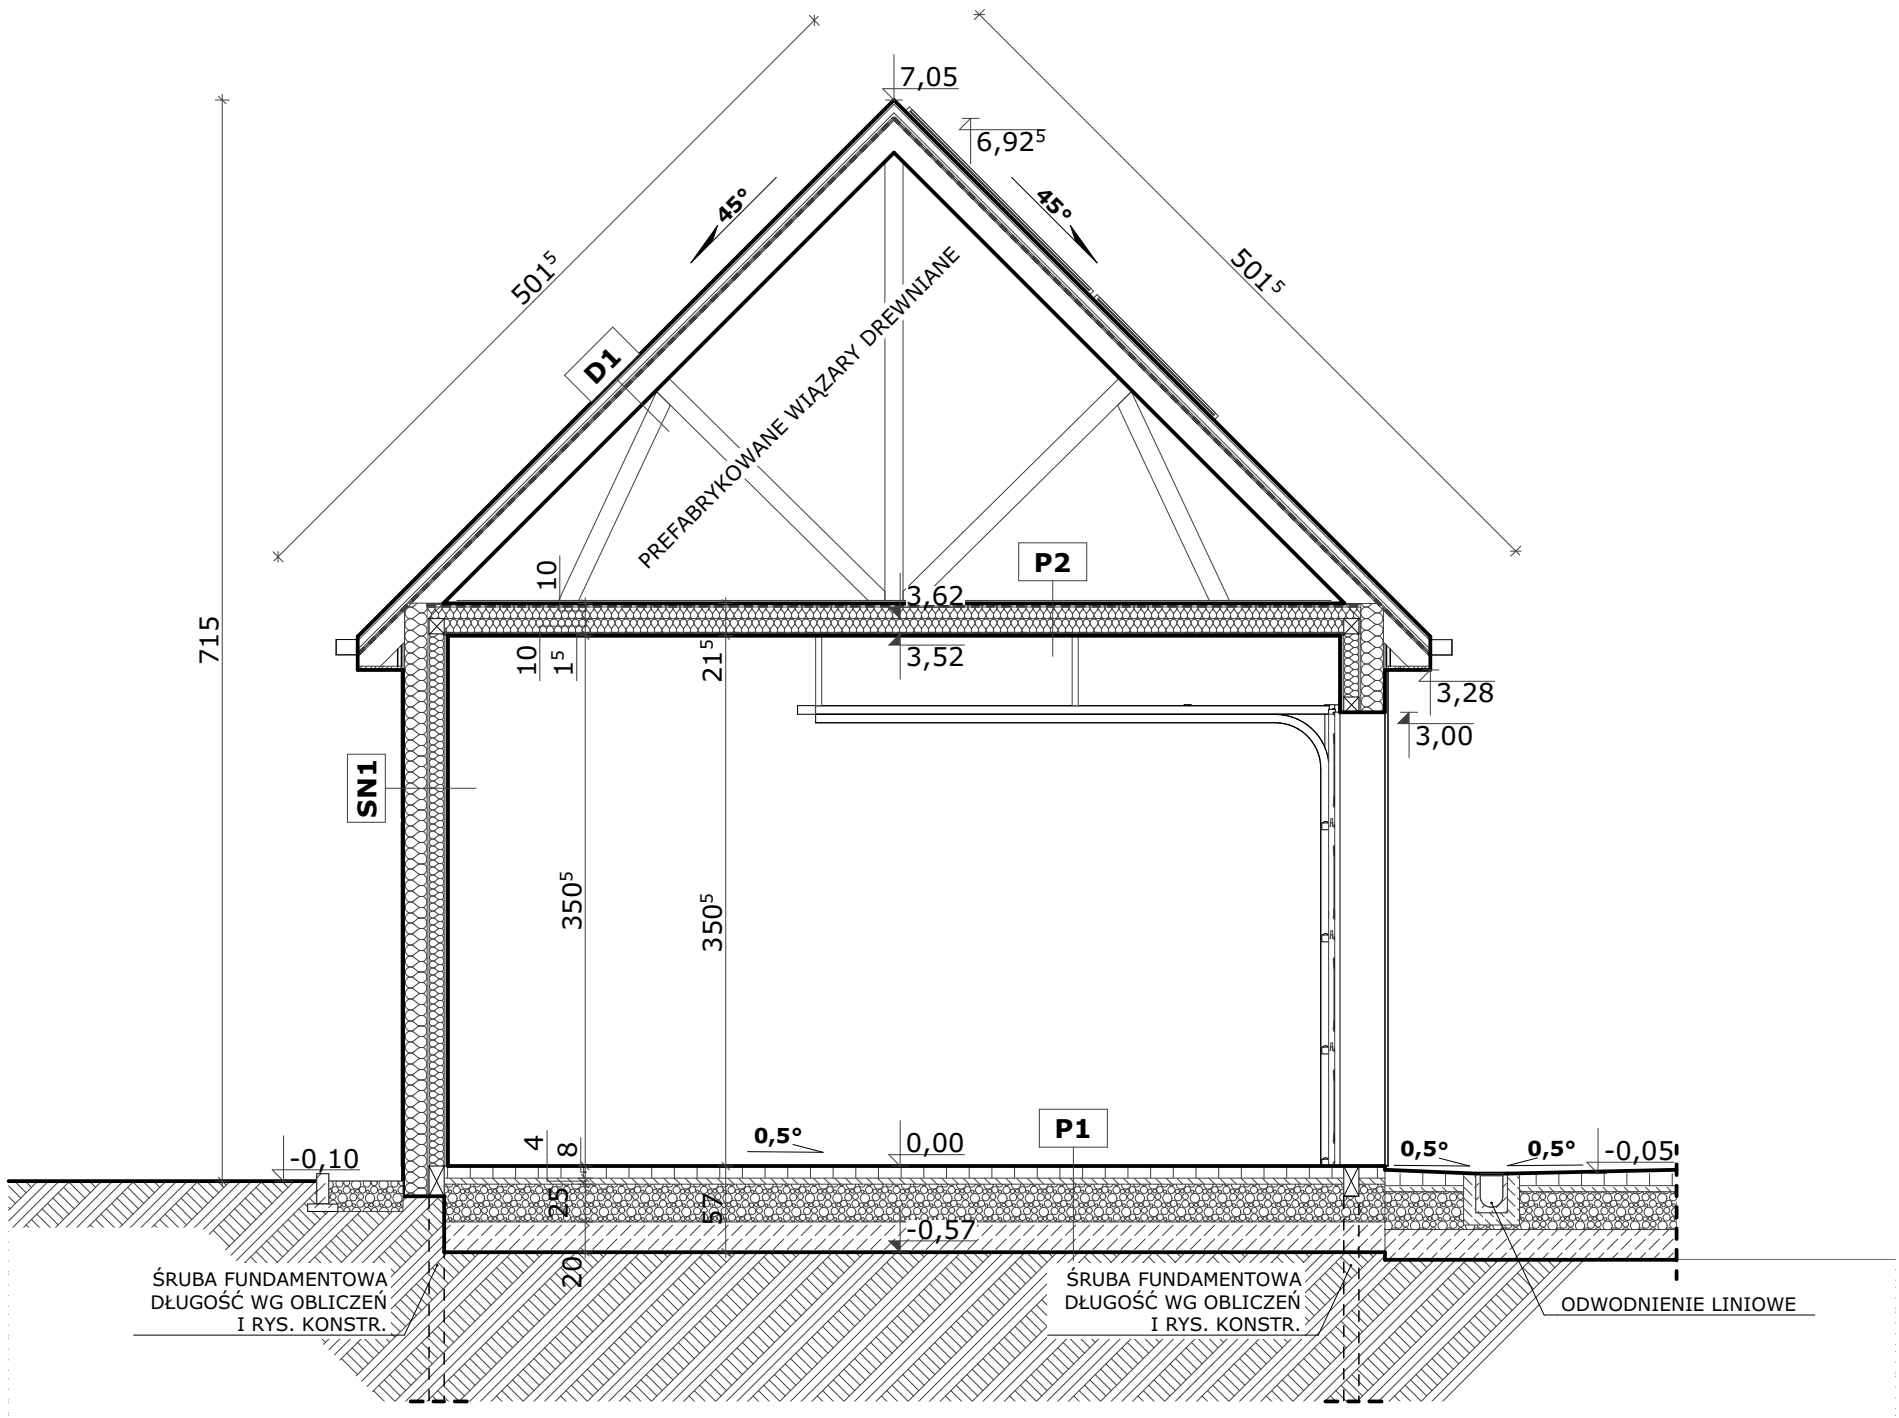 7,05
6,92⁵
45°
45°
501⁵
501⁵
D1
PREFABRYKOWANE WIĄZARY DREWNIANE
P2
10
3,62
715
10
1⁵
21⁵
3,52
3,28
3,00
SN1
350⁵
350⁵
4
8
0,5°
0,00
P1
0,5°
0,5°
-0,05
-0,10
25
57
-0,57
20
ŚRUBA FUNDAMENTOWA
DŁUGOŚĆ WG OBLICZEŃ
I RYS. KONSTR.
ŚRUBA FUNDAMENTOWA
DŁUGOŚĆ WG OBLICZEŃ
I RYS. KONSTR.
ODWODNIENIE LINIOWE